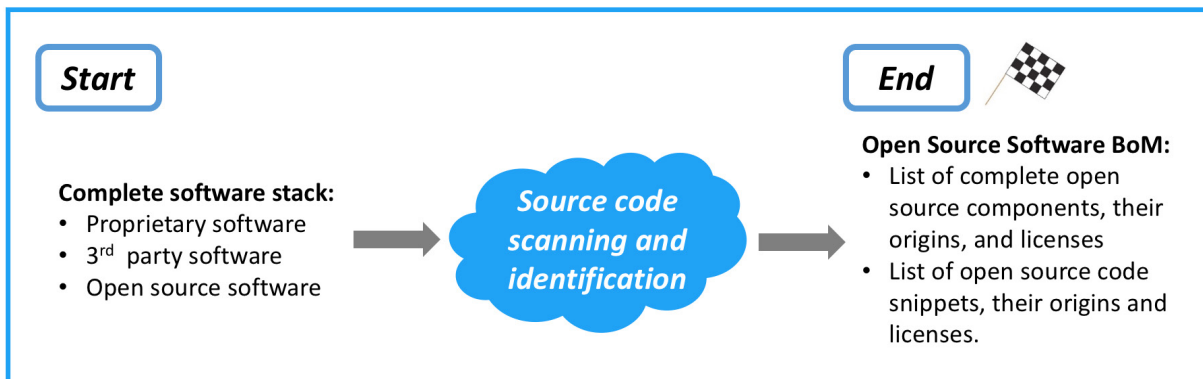 Start
Complete software stack:
• Proprietary software
• 3rd party software
• Open source software
Source code
scanning and
identification
End
Open Source Software BoM:
• List of complete open
source components, their
origins, and licenses
• List of open source code
snippets, their origins and
licenses.